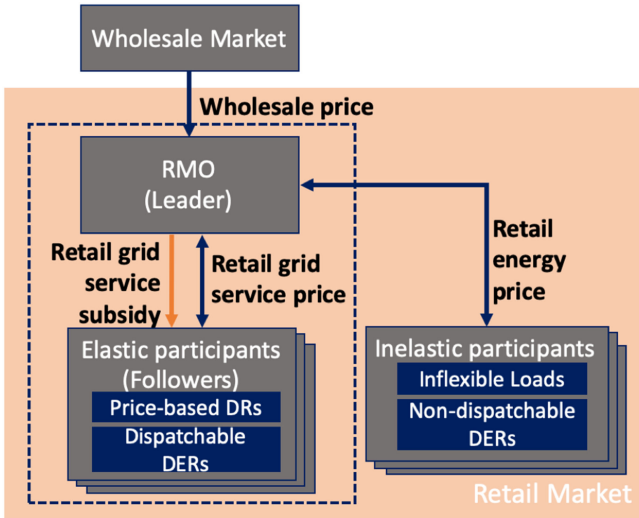 Wholesale Market
Wholesale price
RMO
(Leader)
Retail grid
service
subsidy
Retail grid
service price
Retail
energy
price
Elastic participants
(Followers)
Price-based DRs
Dispatchable
DERs
Inelastic participants
Inflexible Loads
Non-dispatchable
DERs
Retail Market